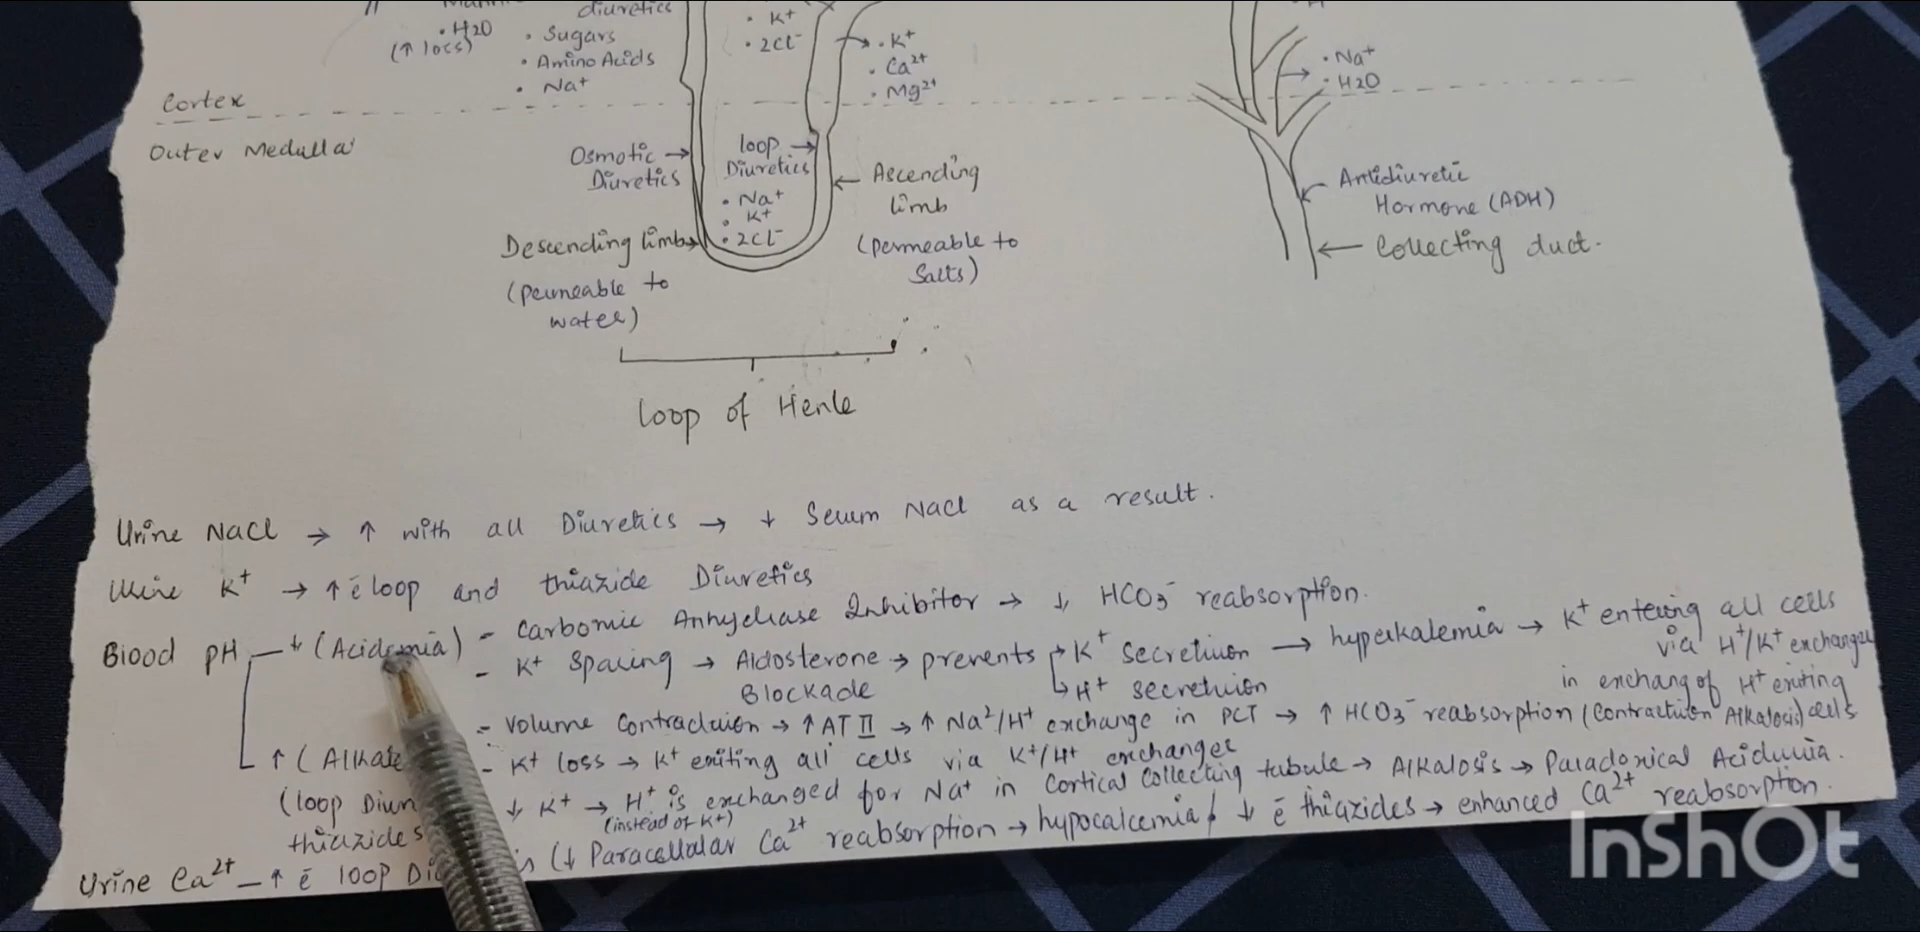 diuretics
• H2O
(↑ loss)
• Sugars
• Amino Acids
• Na+
• K+
• 2Cl-
• K+
• Ca2+
• Mg2+
• Na+
• H2O
Cortex
Outer Medulla
Osmotic →
Diuretics
loop →
Diuretics
• Na+
• K+
• 2Cl-
← Ascending
limb
(permeable to
Salts)
Descending limb
(permeable to
water)
Antidiuretic
Hormone (ADH)
← Collecting duct.
Loop of Henle
Urine NaCl → ↑ with all Diuretics → ↓ Serum NaCl as a result.
Urine K+ → ↑ c̄ loop and thiazide Diuretics
Blood pH ↓ (Acidemia) - Carbonic Anhydrase Inhibitor → ↓ HCO3- reabsorption.
- K+ Sparing → Aldosterone → prevents K+ secretion → hyperkalemia → K+ entering all cells
Blockade H+ secretion via H+/K+ exchanger
in exchang of H+ exiting
cells
- Volume Contraction → ↑ AT II → ↑ Na2/H+ exchange in PCT → ↑ HCO3- reabsorption (Contraction Alkalosis)
↑ (Alkale - K+ loss → K+ exiting all cells via K+/H+ exchanger
(loop Diur ↓ K+ → H+ is exchanged for Na+ in Cortical Collecting tubule → Alkalosis → Paradoxical Aciduria.
thiazides (instead of K+)
Urine Ca2+ - ↑ c̄ loop Di s (↓ Paracellular Ca2+ reabsorption → hypocalcemia ↓ c̄ thiazides → enhanced Ca2+ reabsorption.
InShOt